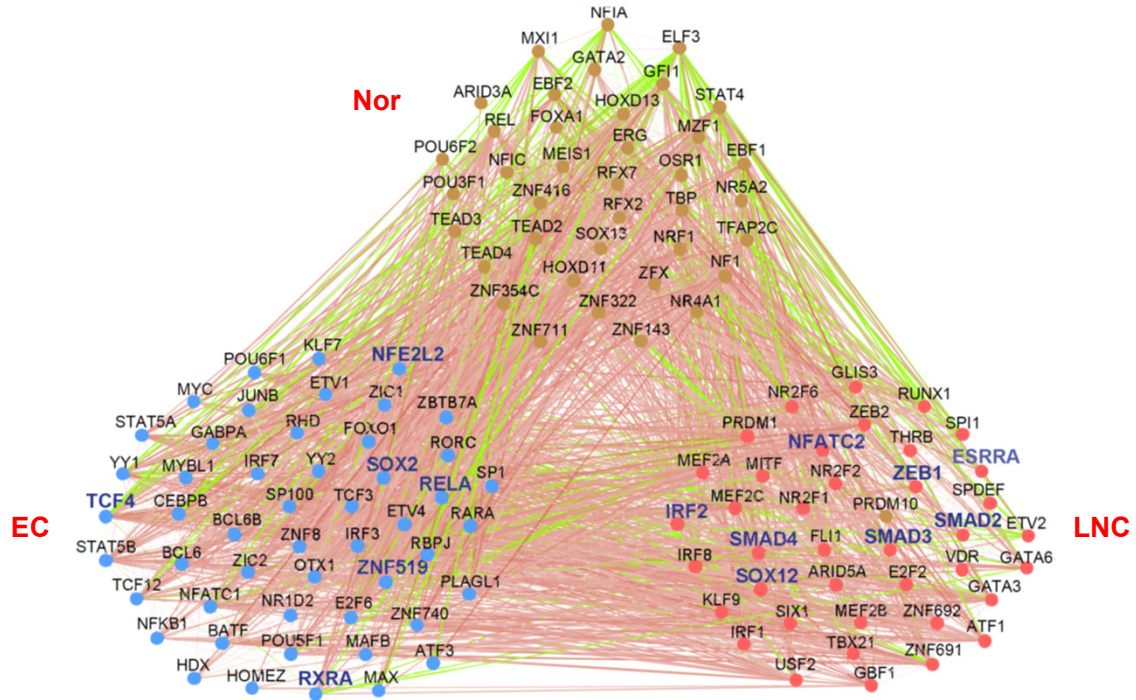 NFIA
MXI1
ELF3
GATA2
GFI1
EBF2
ARID3A
Nor
HOXD13
STAT4
REL
FOXA1
MZF1
ERG
POU6F2
NFIC
MEIS1
OSR1
EBF1
RFX7
POU3F1
ZNF416
NR5A2
TBP
RFX2
TEAD3
TEAD2
SOX13
NRF1
TFAP2C
TEAD4
HOXD11
ZFX
NF1
ZNF354C
ZNF322
NR4A1
ZNF711
ZNF143
KLF7
POU6F1
NFE2L2
MYC
JUNB
ETV1
ZIC1
ZBTB7A
STAT5A
GABPA
RHD
FOXO1
RORC
YY1
MYBL1
IRF7
YY2
SOX2
SP1
RELA
TCF4
CEBPB
SP100
TCF3
ETV4
RARA
EC
BCL6B
ZNF8
IRF3
RBPJ
STAT5B
BCL6
ZIC2
OTX1
ZNF519
PLAGL1
TCF12
NFATC1
NR1D2
E2F6
ZNF740
NFKB1
BATF
POU5F1
MAFB
ATF3
HDX
HOMEZ
RXRA
MAX
GLIS3
NR2F6
RUNX1
ZEB2
PRDM1
SPI1
NFATC2
THRB
ESRRA
MEF2A
MITF
NR2F2
ZEB1
SPDEF
MEF2C
NR2F1
PRDM10
IRF2
SMAD2
ETV2
LNC
SMAD4
FLI1
SMAD3
IRF8
VDR
GATA6
SOX12
ARID5A
E2F2
GATA3
KLF9
SIX1
MEF2B
ZNF692
ATF1
IRF1
TBX21
ZNF691
USF2
GBF1